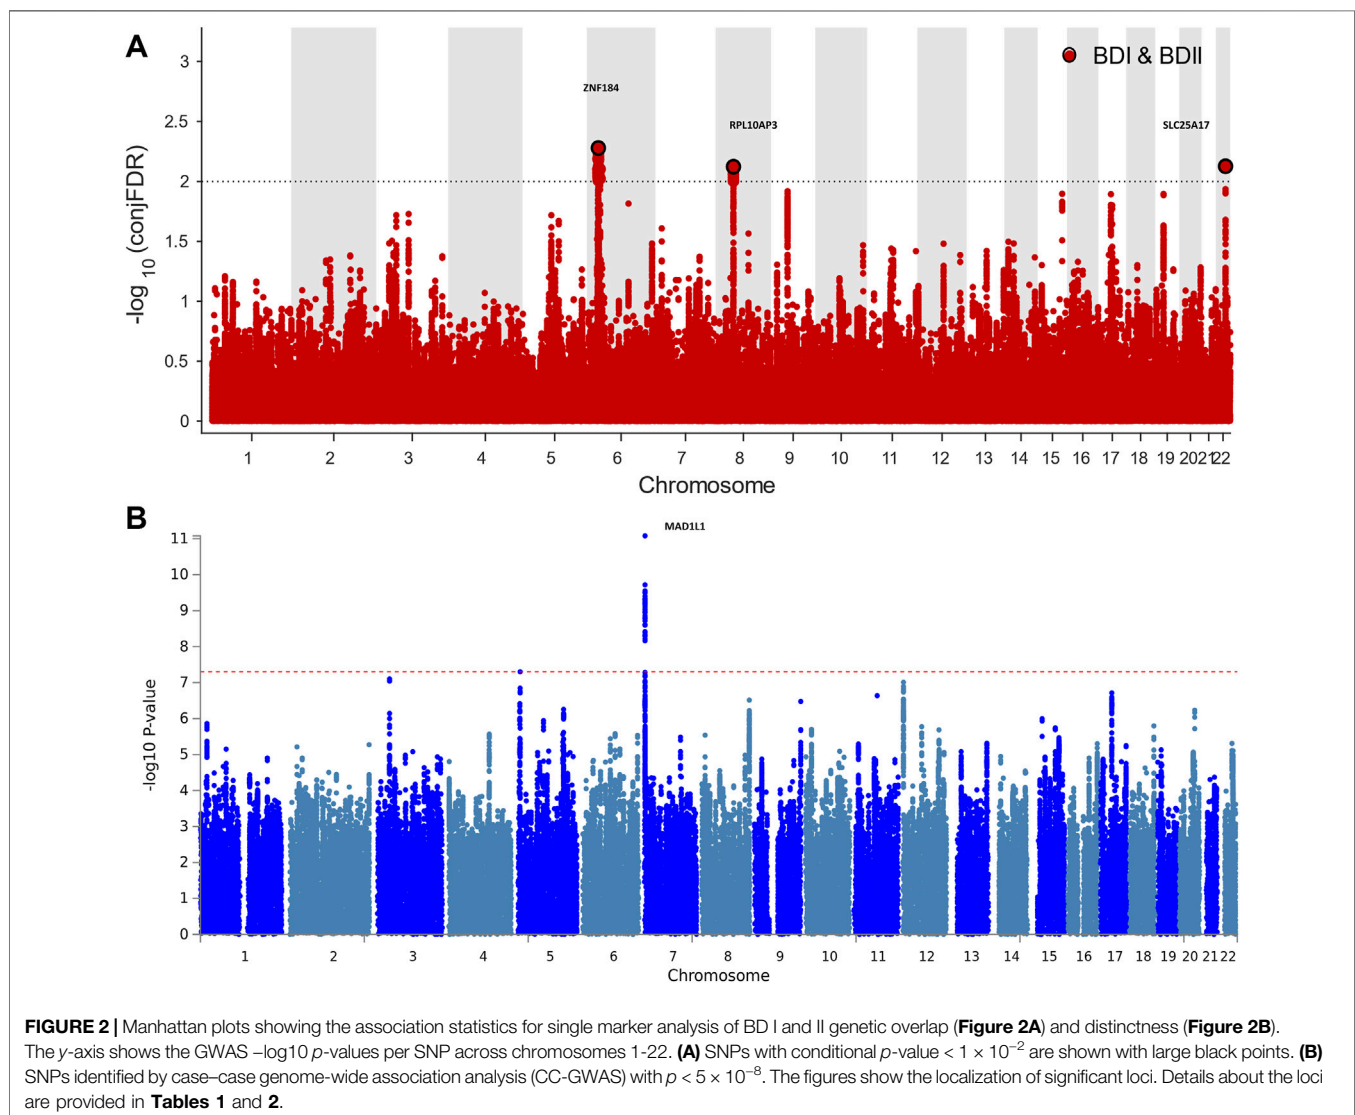 A
BDI & BDII
ZNF184
RPL10AP3
SLC25A17
3
2.5
2
1.5
1
0.5
0
-log 10 (conjFDR)
1 2 3 4 5 6 7 8 9 10 11 12 13 14 15 16 17 18 19 20 21 22
Chromosome
B
MAD1L1
11
10
9
8
7
6
5
4
3
2
1
0
-log10 P-value
1 2 3 4 5 6 7 8 9 10 11 12 13 14 15 16 17 18 19 20 21 22
Chromosome
FIGURE 2 | Manhattan plots showing the association statistics for single marker analysis of BD I and II genetic overlap (Figure 2A) and distinctness (Figure 2B).
The y-axis shows the GWAS –log10 p-values per SNP across chromosomes 1-22. (A) SNPs with conditional p-value < 1 × 10⁻² are shown with large black points. (B)
SNPs identified by case–case genome-wide association analysis (CC-GWAS) with p < 5 × 10⁻⁸. The figures show the localization of significant loci. Details about the loci
are provided in Tables 1 and 2.